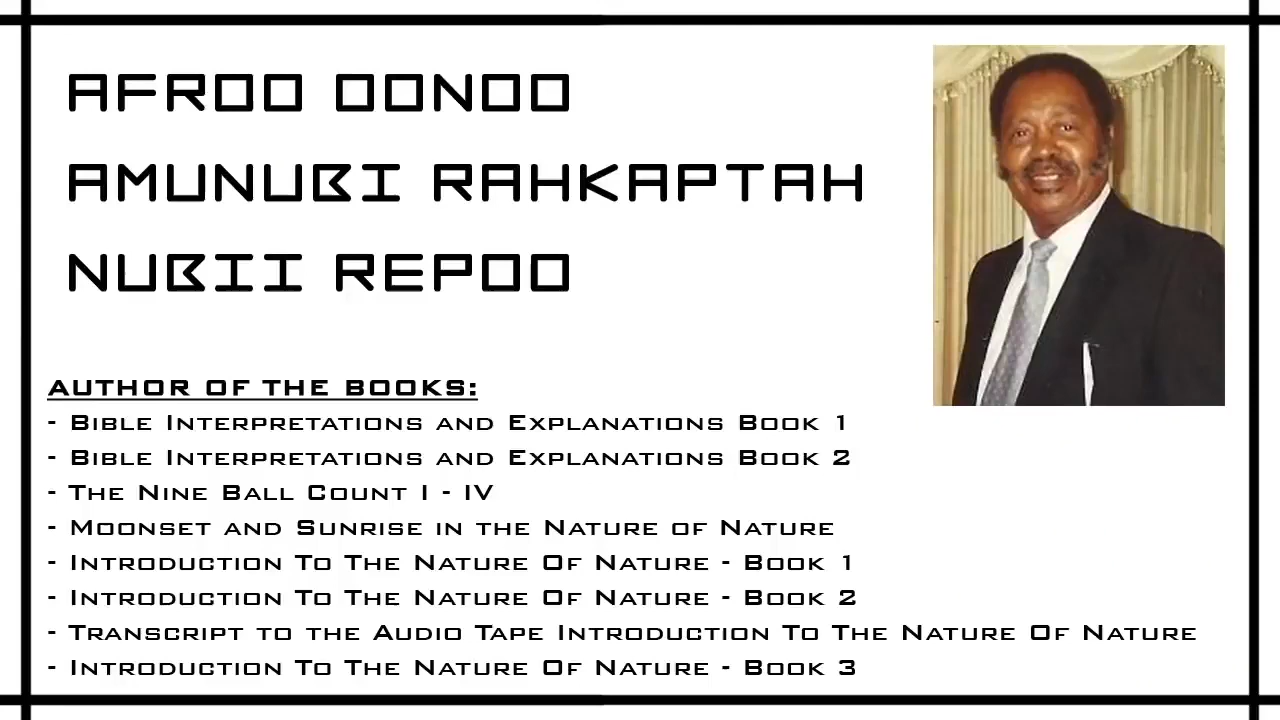 AFROO OONOO
AMUNUBI RAHKAPTAH
NUBII REPOO
AUTHOR OF THE BOOKS:
- BIBLE INTERPRETATIONS AND EXPLANATIONS BOOK 1
- BIBLE INTERPRETATIONS AND EXPLANATIONS BOOK 2
- THE NINE BALL COUNT I - IV
- MOONSET AND SUNRISE IN THE NATURE OF NATURE
- INTRODUCTION TO THE NATURE OF NATURE - BOOK 1
- INTRODUCTION TO THE NATURE OF NATURE - BOOK 2
- TRANSCRIPT TO THE AUDIO TAPE INTRODUCTION TO THE NATURE OF NATURE
- INTRODUCTION TO THE NATURE OF NATURE - BOOK 3